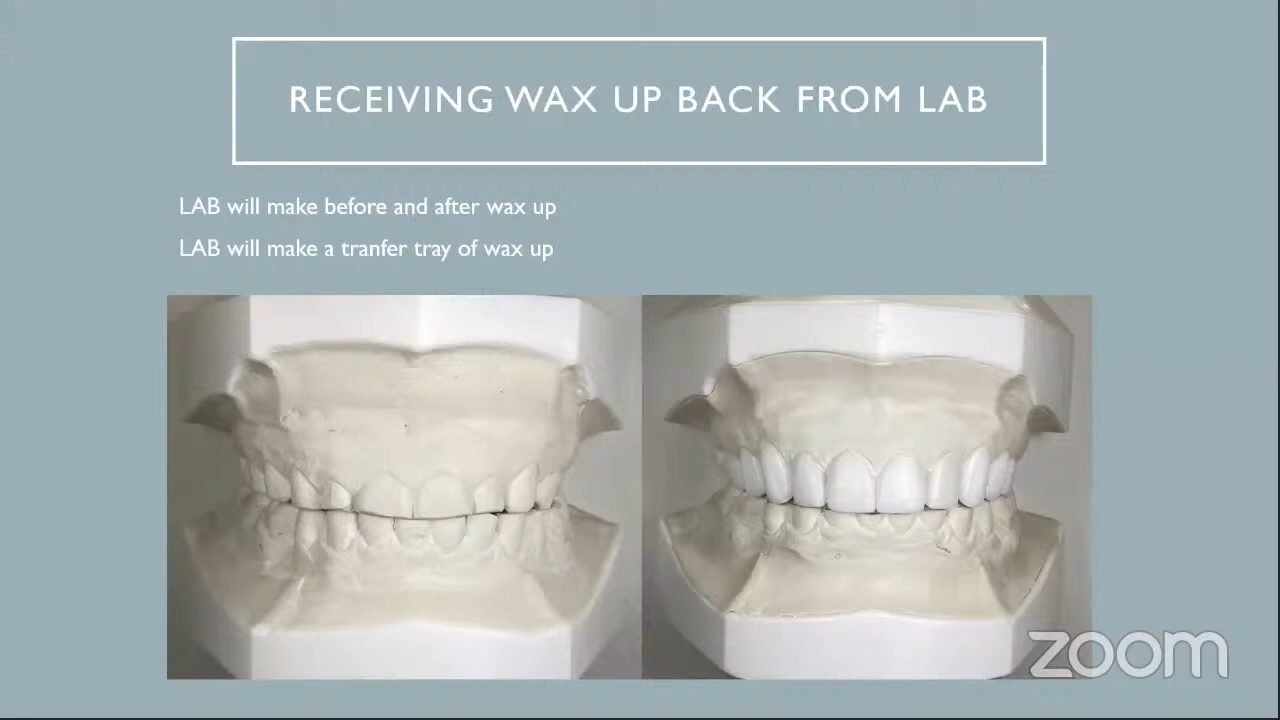 RECEIVING WAX UP BACK FROM LAB
LAB will make before and after wax up
LAB will make a tranfer tray of wax up
zoom